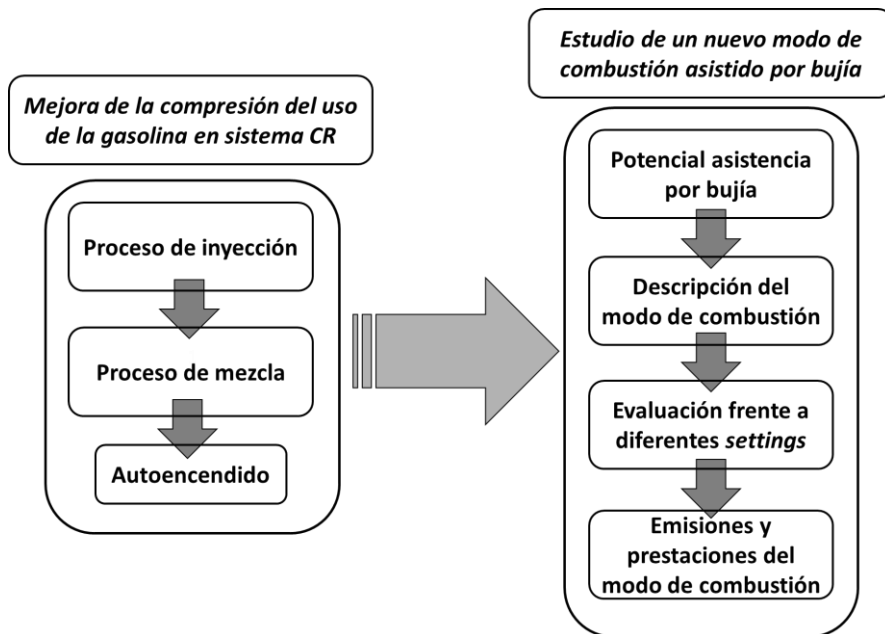 Mejora de la compresión del uso
de la gasolina en sistema CR
Proceso de inyección
Proceso de mezcla
Autoencendido
Estudio de un nuevo modo de
combustión asistido por bujía
Potencial asistencia
por bujía
Descripción del
modo de combustión
Evaluación frente a
diferentes settings
Emisiones y
prestaciones del
modo de combustión